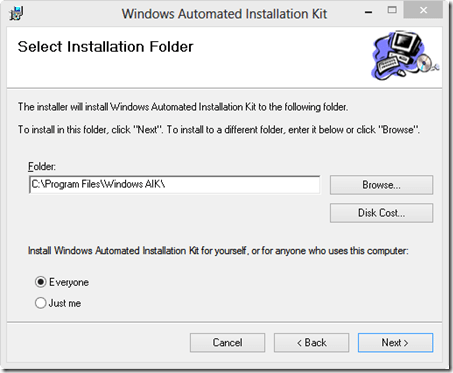 Windows Automated Installation Kit
Select Installation Folder
The installer will install Windows Automated Installation Kit to the following folder.
To install in this folder, click "Next". To install to a different folder, enter it below or click "Browse".
Folder:
C:\Program Files\Windows AIK\
Browse...
Disk Cost...
Install Windows Automated Installation Kit for yourself, or for anyone who uses this computer:
Everyone
Just me
Cancel
< Back
Next >